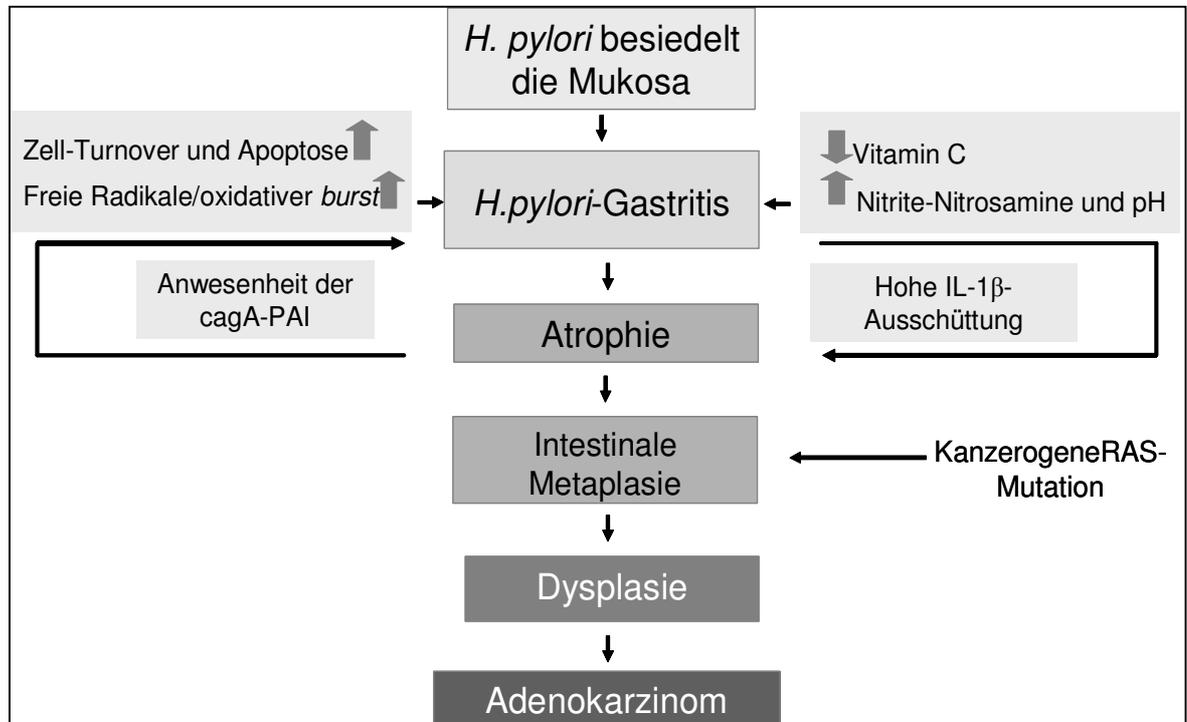 H. pylori besiedelt
die Mukosa
Zell-Turnover und Apoptose
Freie Radikale/oxidativer burst
H.pylori-Gastritis
Vitamin C
Nitrite-Nitrosamine und pH
Anwesenheit der
cagA-PAI
Hohe IL-1β-
Ausschüttung
Atrophie
Intestinale
Metaplasie
KanzerogeneRAS-
Mutation
Dysplasie
Adenokarzinom